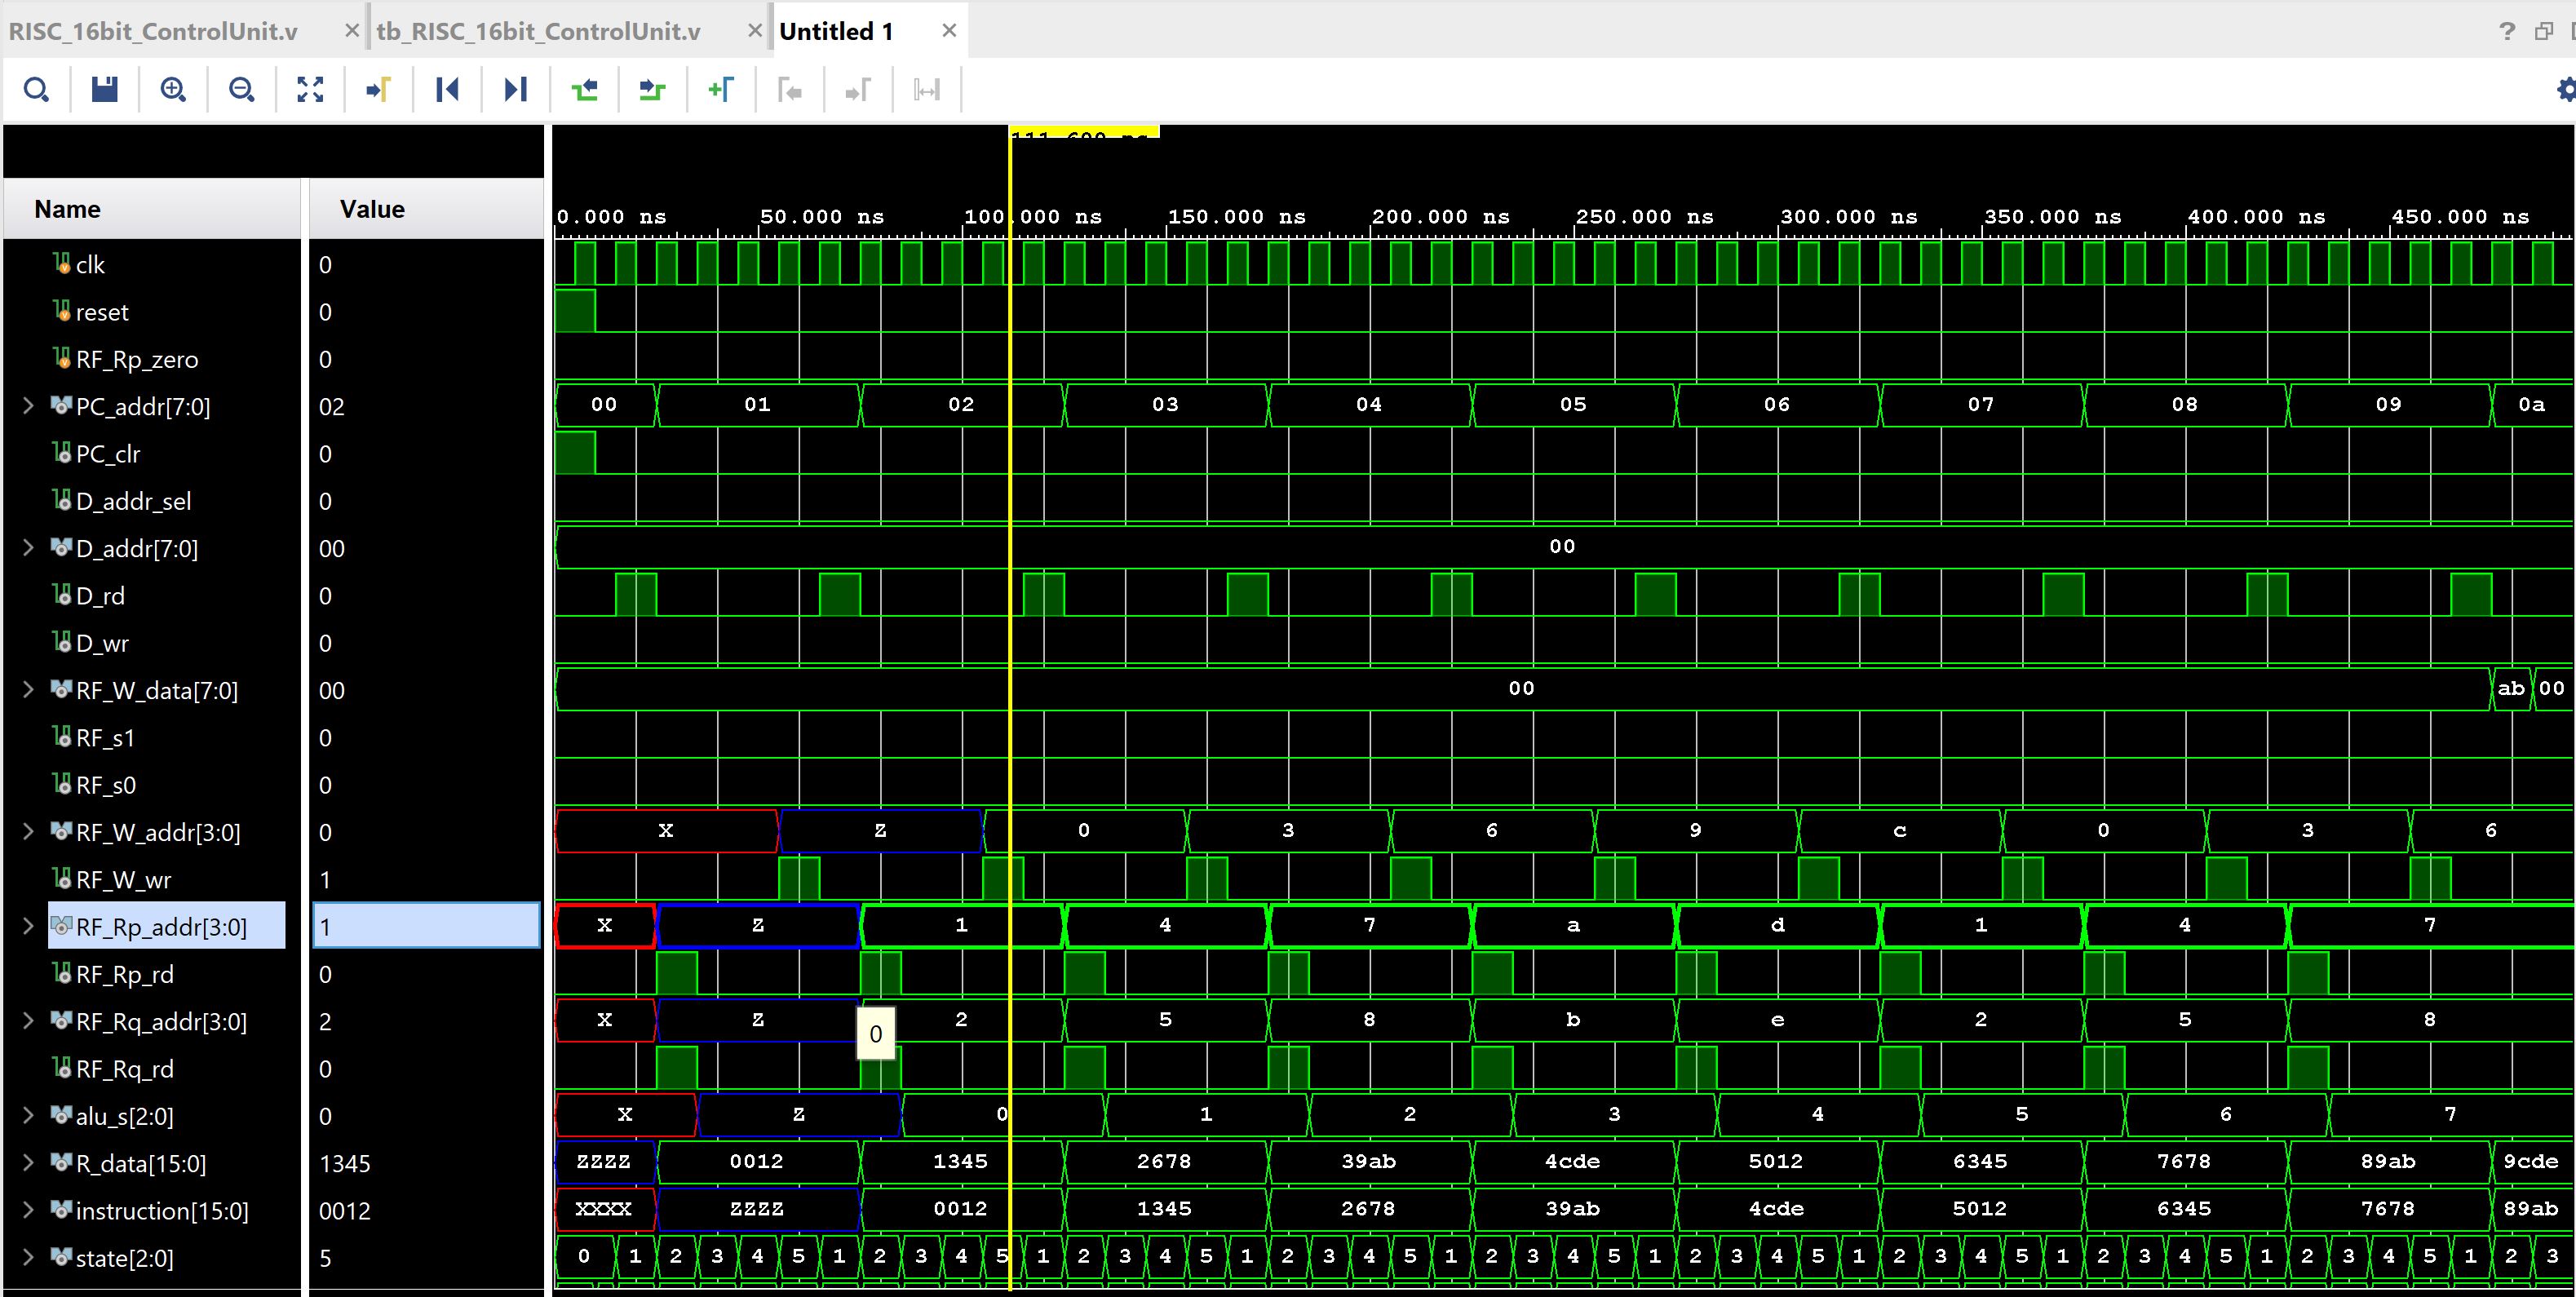 RISC_16bit_ControlUnit.v × tb_RISC_16bit_ControlUnit.v × Untitled 1 × ?
111.600 ns
Name Value 0.000 ns 50.000 ns 100.000 ns 150.000 ns 200.000 ns 250.000 ns 300.000 ns 350.000 ns 400.000 ns 450.000 ns
clk 0
reset 0
RF_Rp_zero 0
PC_addr[7:0] 02 00 01 02 03 04 05 06 07 08 09 0a
PC_clr 0
D_addr_sel 0
D_addr[7:0] 00 00
D_rd 0
D_wr 0
RF_W_data[7:0] 00 00 ab 00
RF_s1 0
RF_s0 0
RF_W_addr[3:0] 0 X Z 0 3 6 9 c 0 3 6
RF_W_wr 1
RF_Rp_addr[3:0] 1 X Z 1 4 7 a d 1 4 7
RF_Rp_rd 0
RF_Rq_addr[3:0] 2 X Z 2 5 8 b e 2 5 8
0
RF_Rq_rd 0
alu_s[2:0] 0 X Z 0 1 2 3 4 5 6 7
R_data[15:0] 1345 ZZZZ 0012 1345 2678 39ab 4cde 5012 6345 7678 89ab 9cde
instruction[15:0] 0012 XXXX ZZZZ 0012 1345 2678 39ab 4cde 5012 6345 7678 89ab
state[2:0] 5 0 1 2 3 4 5 1 2 3 4 5 1 2 3 4 5 1 2 3 4 5 1 2 3 4 5 1 2 3 4 5 1 2 3 4 5 1 2 3 4 5 1 2 3 4 5 1 2 3